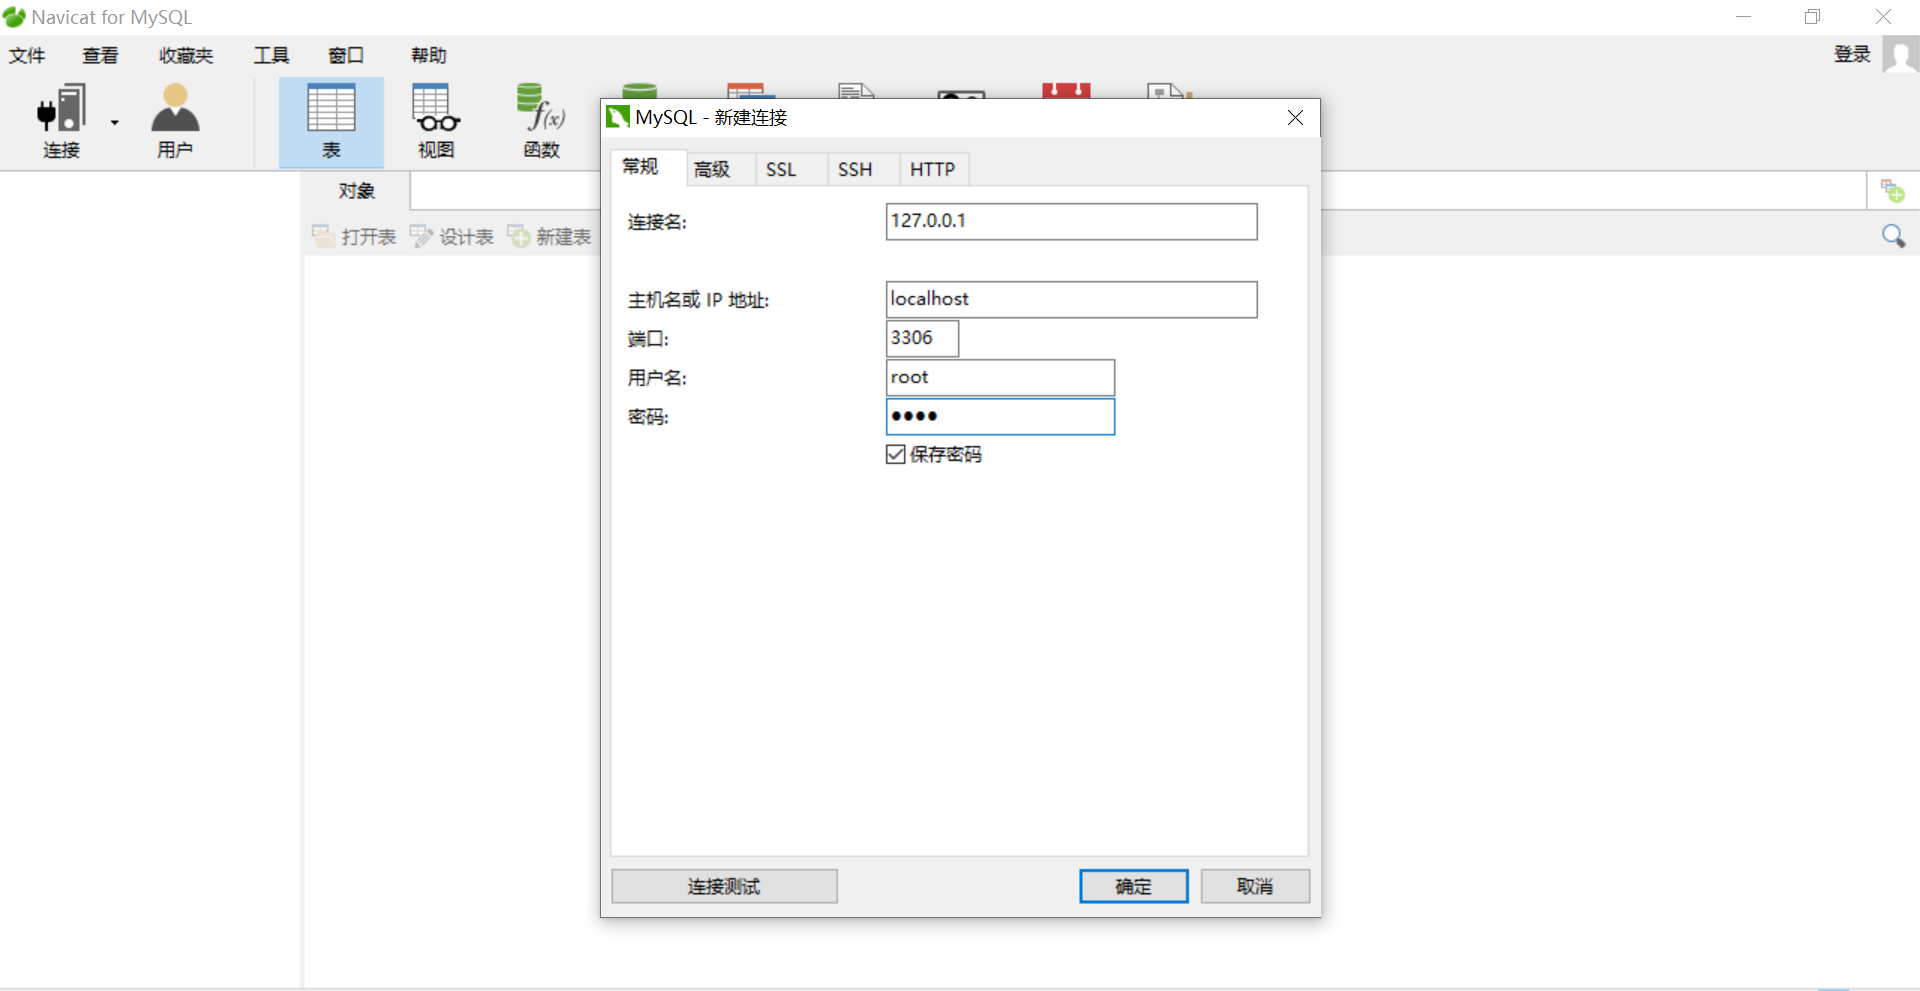 Navicat for MySQL
文件 查看 收藏夹 工具 窗口 帮助 登录
连接 用户 表 视图 f(x) 函数
对象
打开表 设计表 新建表
MySQL - 新建连接
常规 高级 SSL SSH HTTP
连接名: 127.0.0.1
主机名或 IP 地址: localhost
端口: 3306
用户名: root
密码: ●●●●
保存密码
连接测试 确定 取消